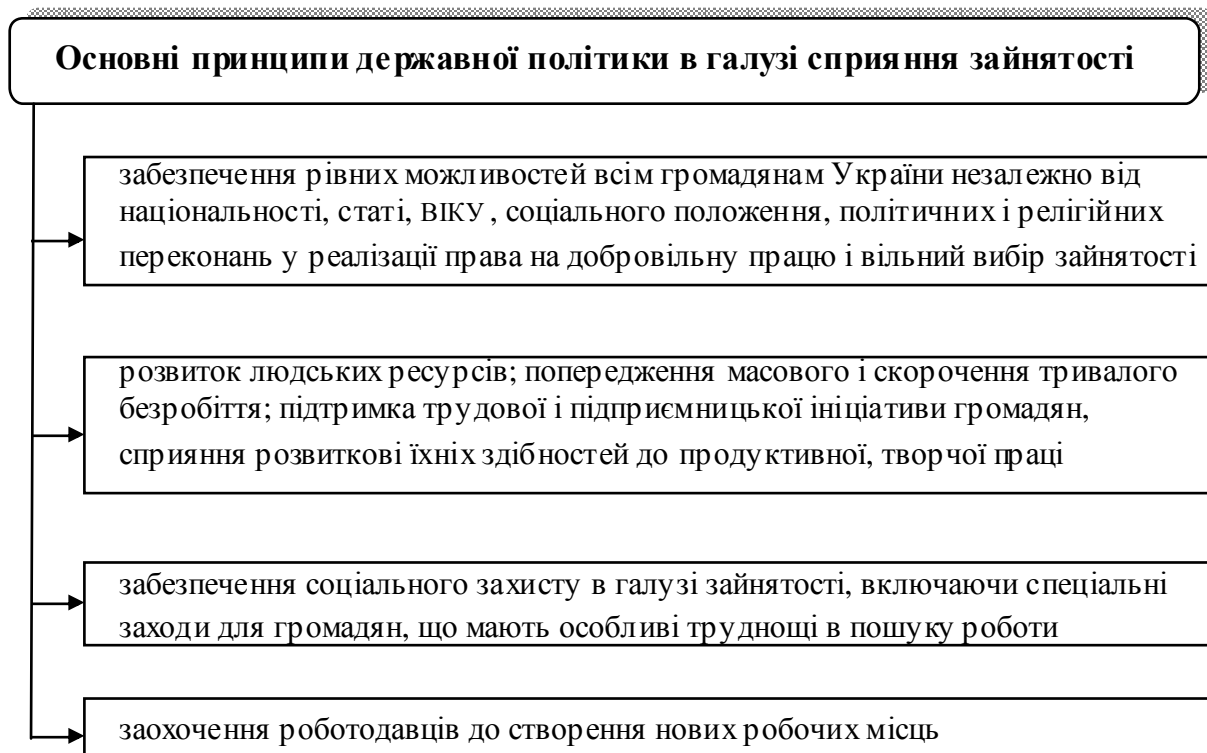 Основні принципи державної політики в галузі сприяння зайнятості
забезпечення рівних можливостей всім громадянам України незалежно від
національності, статі, ВІКУ, соціального положення, політичних і релігійних
переконань у реалізації права на добровільну працю і вільний вибір зайнятості
розвиток людських ресурсів; попередження масового і скорочення тривалого
безробіття; підтримка трудової і підприємницької ініціативи громадян,
сприяння розвиткові їхніх здібностей до продуктивної, творчої праці
забезпечення соціального захисту в галузі зайнятості, включаючи спеціальні
заходи для громадян, що мають особливі труднощі в пошуку роботи
заохочення роботодавців до створення нових робочих місць